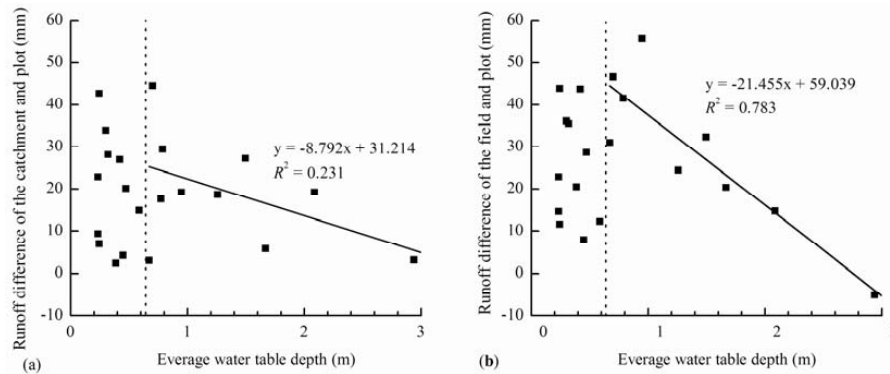 Runoff difference of the catchment and plot (mm)
60
50
40
30
20
10
0
-10
y = -8.792x + 31.214
R² = 0.231
0
1
2
3
Everage water table depth (m)
(a)
Runoff difference of the field and plot (mm)
60
50
40
30
20
10
0
-10
y = -21.455x + 59.039
R² = 0.783
0
1
2
Everage water table depth (m)
(b)